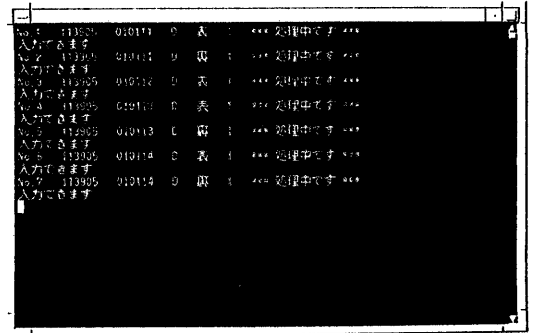 No.1 113905 010111 0 表 1 *** 処理中です ***
入力できます
No.2 113905 010111 0 裏 1 *** 処理中です ***
入力できます
No.3 113905 010112 0 表 1 *** 処理中です ***
入力できます
No.4 113905 0 表 1 *** 処理中です ***
入力できます
No.5 113905 010113 裏 1 *** 処理中です ***
入力できます
No.6 113905 010114 0 表 1 *** 処理中です ***
入力できます
No.7 113905 010114 0 裏 1 *** 処理中です ***
入力できます